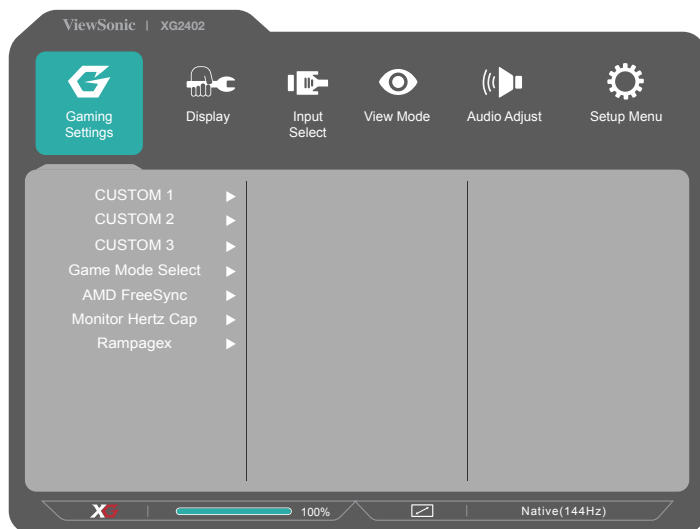 ViewSonic | XG2402
Gaming
Settings
Display
Input
Select
View Mode
Audio Adjust
Setup Menu
CUSTOM 1
CUSTOM 2
CUSTOM 3
Game Mode Select
AMD FreeSync
Monitor Hertz Cap
Rampagex
XG | 100% | Native(144Hz)